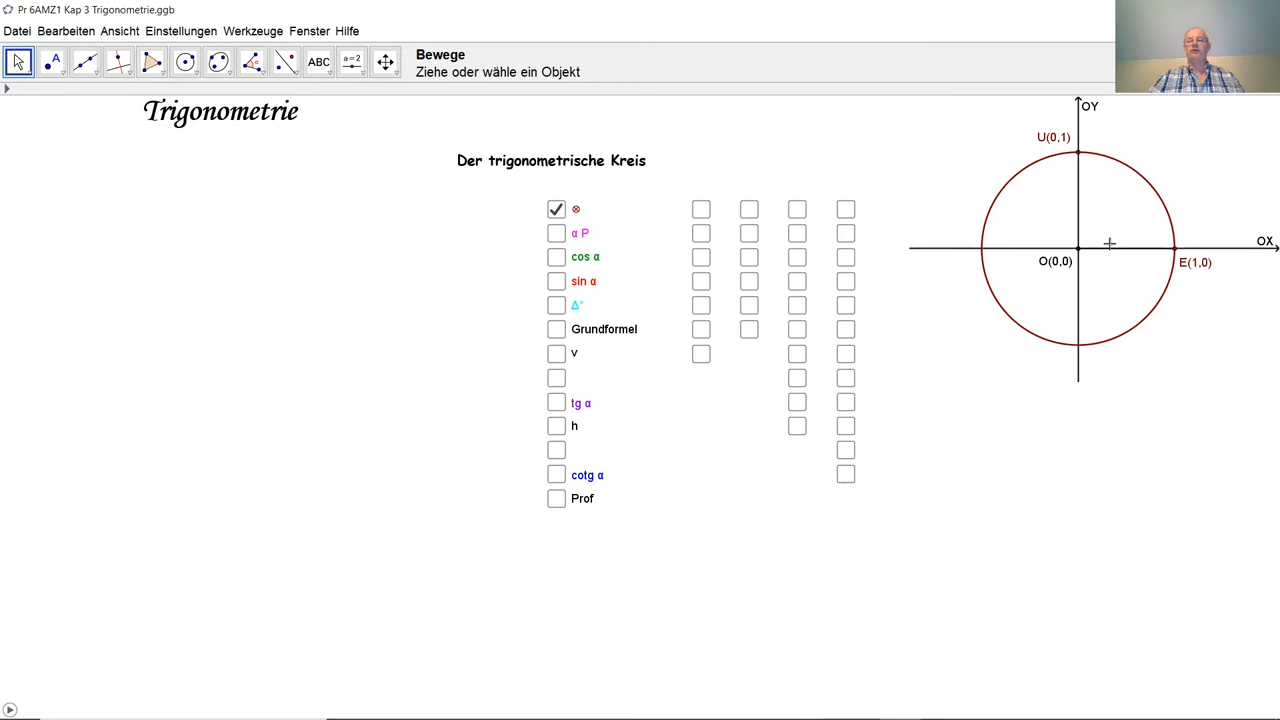 Pr 6AMZ1 Kap 3 Trigonometrie.ggb
Datei Bearbeiten Ansicht Einstellungen Werkzeuge Fenster Hilfe
A
α
ABC
a=2
Bewege
Ziehe oder wähle ein Objekt
Trigonometrie
Der trigonometrische Kreis
⊗
α P
cos α
sin α
Δ°
Grundformel
v
tg α
h
cotg α
Prof
OY
U(0,1)
OX
O(0,0)
E(1,0)